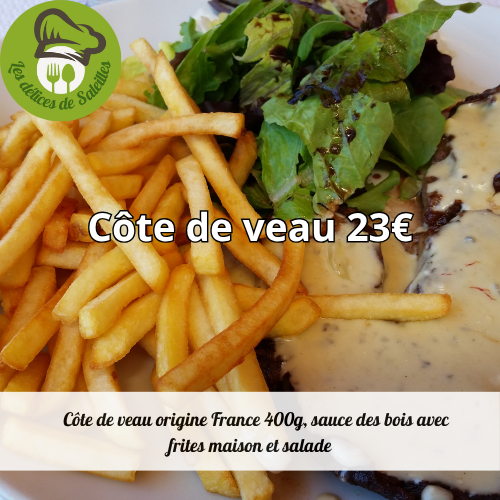 Les délices de Saleilles
Côte de veau 23€
Côte de veau origine France 400g, sauce des bois avec
frites maison et salade